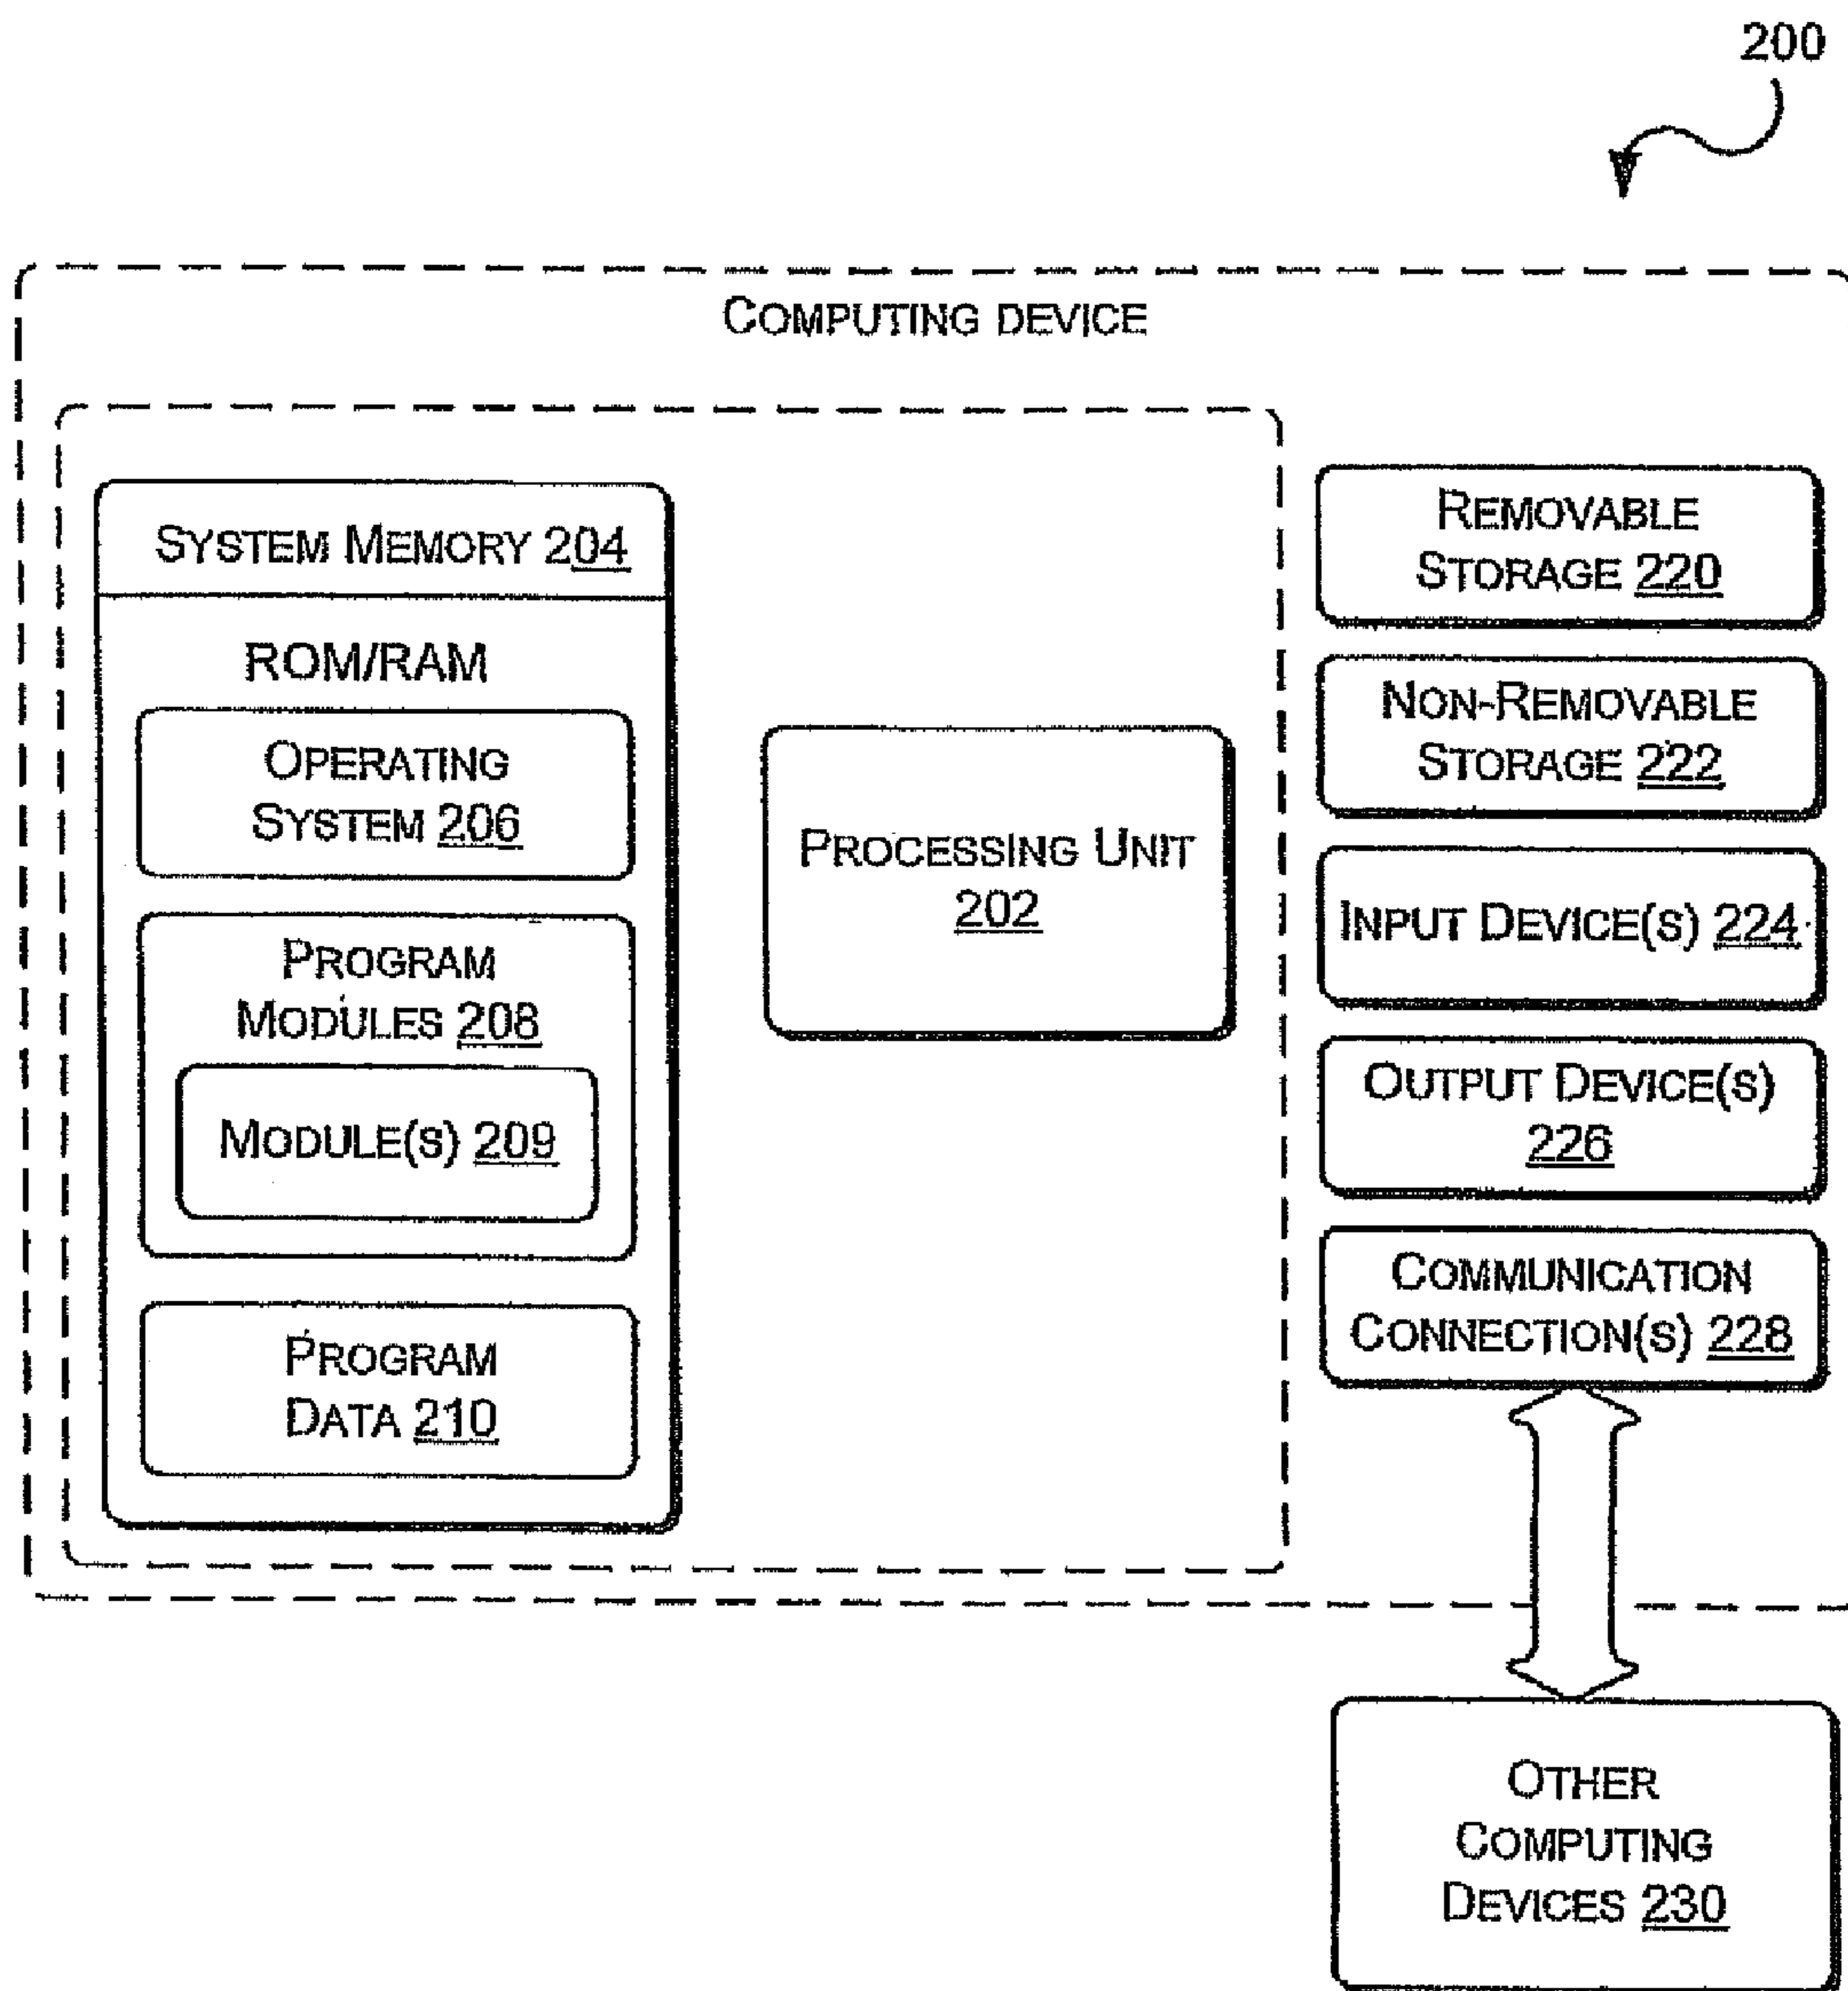 200
COMPUTING DEVICE
SYSTEM MEMORY 204
ROM/RAM
OPERATING
SYSTEM 206
PROGRAM
MODULES 208
MODULE(S) 209
PROGRAM
DATA 210
PROCESSING UNIT
202
REMOVABLE
STORAGE 220
NON-REMOVABLE
STORAGE 222
INPUT DEVICE(S) 224
OUTPUT DEVICE(S)
226
COMMUNICATION
CONNECTION(S) 228
OTHER
COMPUTING
DEVICES 230